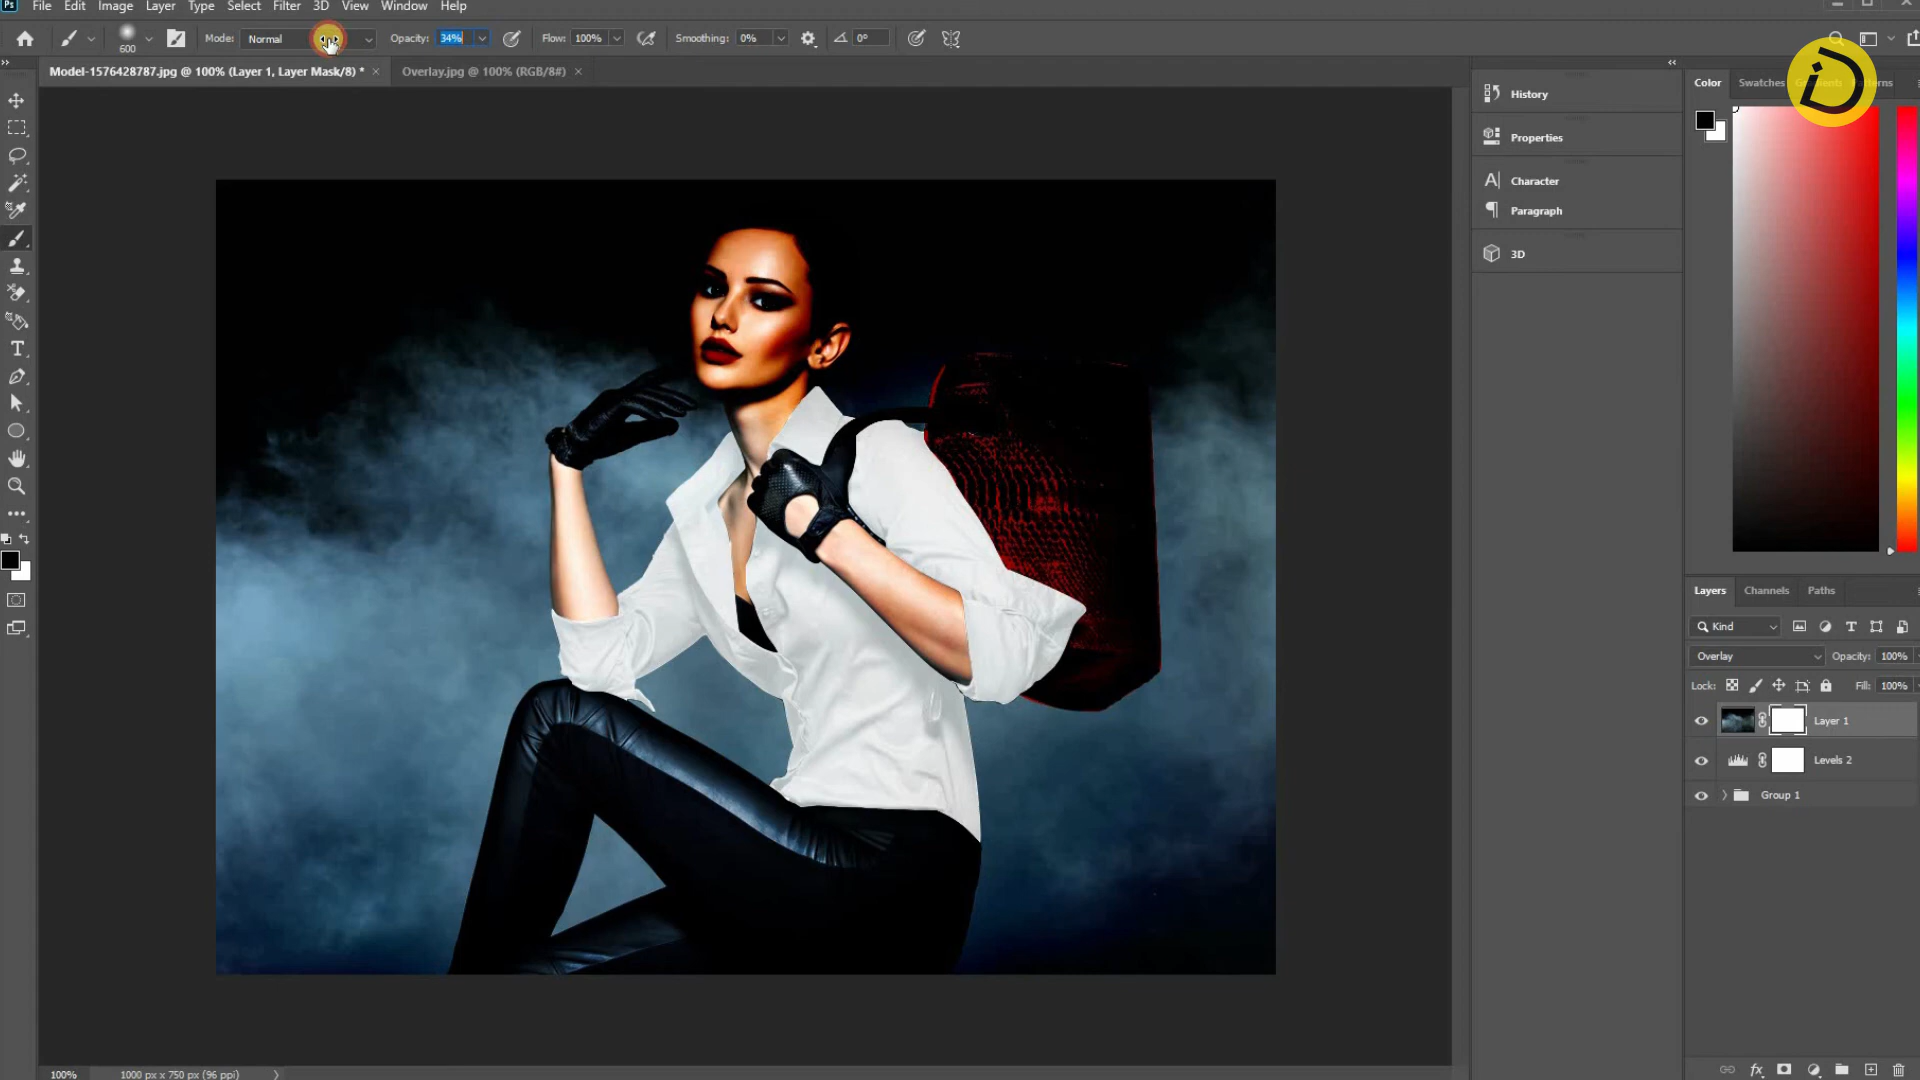 Ps File Edit Image Layer Type Select Filter 3D View Window Help
600 Mode: Normal Opacity: 34% Flow: 100% Smoothing: 0% 0°
Model-1576428787.jpg @ 100% (Layer 1, Layer Mask/8) * × Overlay.jpg @ 100% (RGB/8#) ×
History
Properties
Character
Paragraph
3D
Color Swatches
Layers Channels Paths
Kind
Overlay Opacity: 100%
Lock: Fill: 100%
Layer 1
Levels 2
Group 1
100% 1000 px x 750 px (96 ppi)